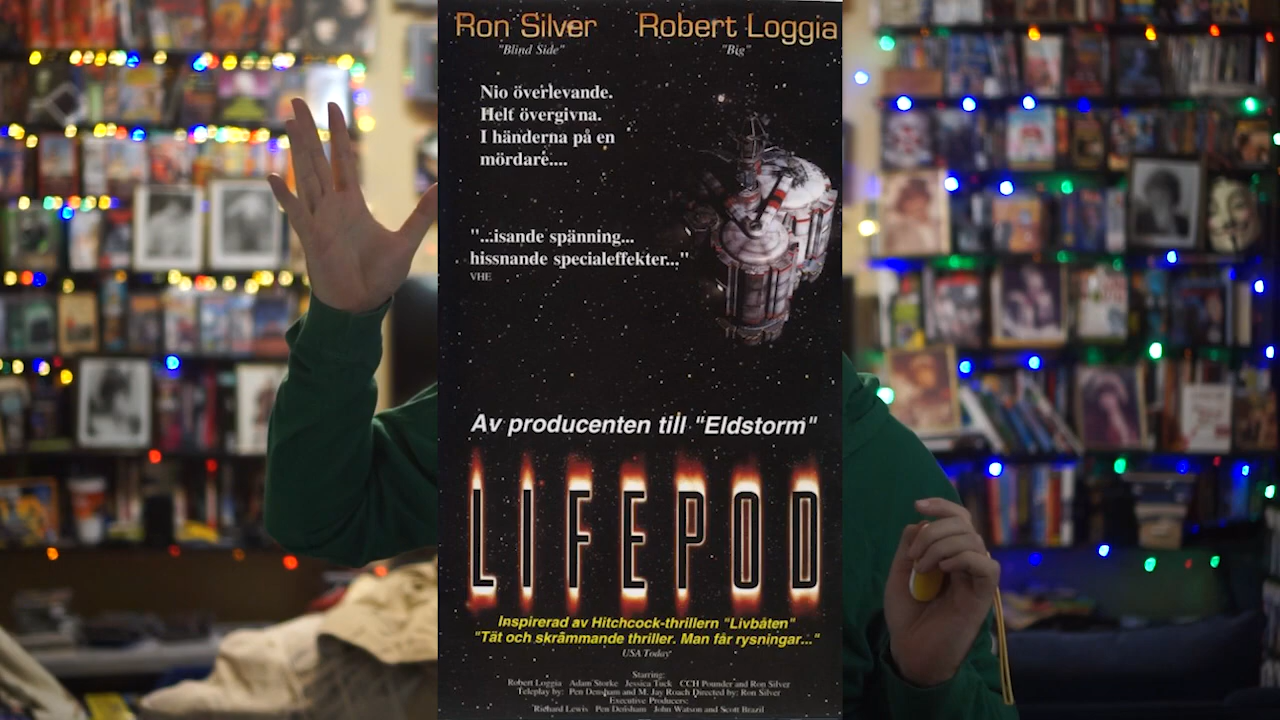 Ron Silver Robert Loggia
"Blind Side" "Big"
Nio överlevande.
Helt övergivna.
I händerna på en
mördare....
"...isande spänning...
hissnande specialeffekter..."
VHE
Av producenten till "Eldstorm"
LIFEPOD
Inspirerad av Hitchcock-thrillern "Livbåten"
"Tät och skrämmande thriller. Man får rysningar..."
USA Today
Starring:
Robert Loggia Adam Storke Jessica Tuck CCH Pounder and Ron Silver
Teleplay by: Pen Densham and M. Jay Roach Directed by: Ron Silver
Executive Producers:
Richard Lewis Pen Densham John Watson and Scott Brazil